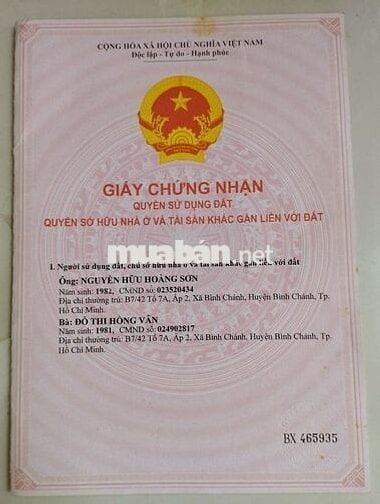 CỘNG HÒA XÃ HỘI CHỦ NGHĨA VIỆT NAM
Độc lập - Tự do - Hạnh phúc
VIỆT NAM
GIẤY CHỨNG NHẬN
QUYỀN SỬ DỤNG ĐẤT
QUYỀN SỞ HỮU NHÀ Ở VÀ TÀI SẢN KHÁC GẮN LIỀN VỚI ĐẤT
muabán.net
I. Người sử dụng đất, chủ sở hữu nhà ở và tài sản khác gắn liền với đất
Ông: NGUYỄN HỮU HOÀNG SƠN
Năm sinh: 1982, CMND số: 023520434
Địa chỉ thường trú: B7/42 Tổ 7A, Ấp 2, Xã Bình Chánh, Huyện Bình Chánh, Tp.
Hồ Chí Minh.
Bà: ĐỖ THỊ HỒNG VÂN
Năm sinh: 1981, CMND số: 024902817
Địa chỉ thường trú: B7/42 Tổ 7A, Ấp 2, Xã Bình Chánh, Huyện Bình Chánh, Tp.
Hồ Chí Minh.
BX 465935